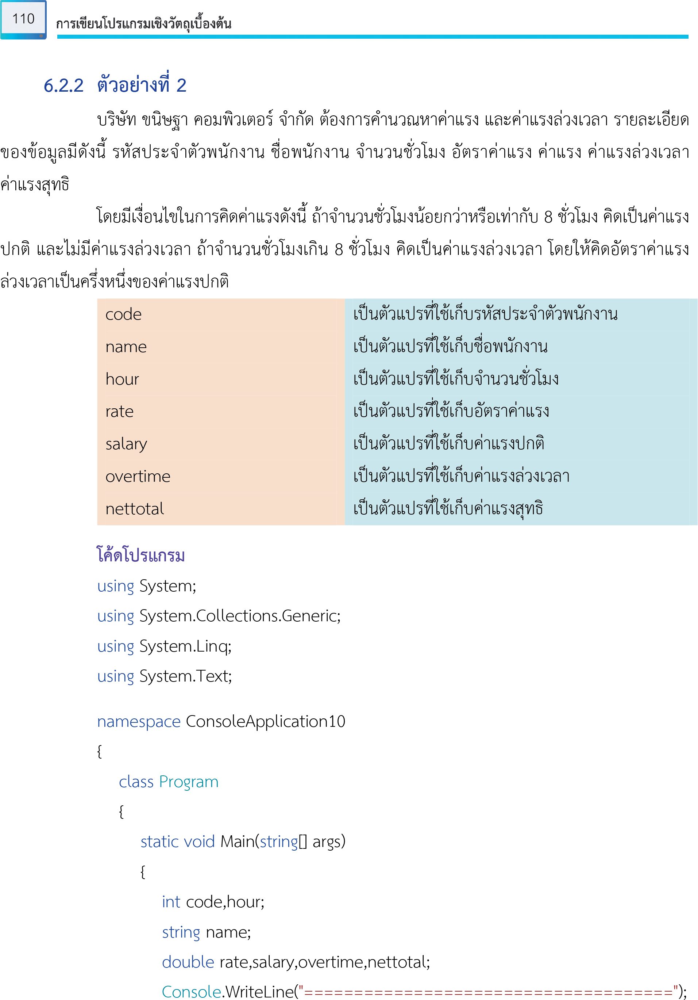 110
การเขียนโปรแกรมเชิงวัตถุเบื้องต้น
6.2.2 ตัวอย่างที่ 2
บริษัท ขนิษฐา คอมพิวเตอร์ จำกัด ต้องการคำนวณหาค่าแรง และค่าแรงล่วงเวลา รายละเอียด
ของข้อมูลมีดังนี้ รหัสประจำตัวพนักงาน ชื่อพนักงาน จำนวนชั่วโมง อัตราค่าแรง ค่าแรง ค่าแรงล่วงเวลา
ค่าแรงสุทธิ
โดยมีเงื่อนไขในการคิดค่าแรงดังนี้ ถ้าจำนวนชั่วโมงน้อยกว่าหรือเท่ากับ 8 ชั่วโมง คิดเป็นค่าแรง
ปกติ และไม่มีค่าแรงล่วงเวลา ถ้าจำนวนชั่วโมงเกิน 8 ชั่วโมง คิดเป็นค่าแรงล่วงเวลา โดยให้คิดอัตราค่าแรง
ล่วงเวลาเป็นครึ่งหนึ่งของค่าแรงปกติ
code เป็นตัวแปรที่ใช้เก็บรหัสประจำตัวพนักงาน
name เป็นตัวแปรที่ใช้เก็บชื่อพนักงาน
hour เป็นตัวแปรที่ใช้เก็บจำนวนชั่วโมง
rate เป็นตัวแปรที่ใช้เก็บอัตราค่าแรง
salary เป็นตัวแปรที่ใช้เก็บค่าแรงปกติ
overtime เป็นตัวแปรที่ใช้เก็บค่าแรงล่วงเวลา
nettotal เป็นตัวแปรที่ใช้เก็บค่าแรงสุทธิ
โค้ดโปรแกรม
using System;
using System.Collections.Generic;
using System.Linq;
using System.Text;
namespace ConsoleApplication10
{
class Program
{
static void Main(string[] args)
{
int code,hour;
string name;
double rate,salary,overtime,nettotal;
Console.WriteLine("=====================================");